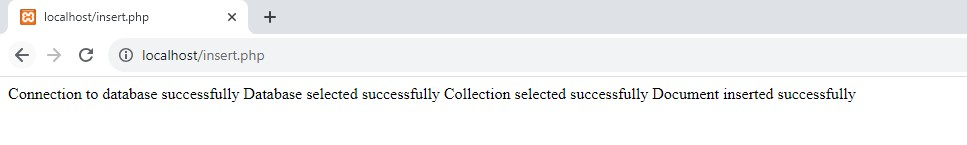 localhost/insert.php
localhost/insert.php
Connection to database successfully Database selected successfully Collection selected successfully Document inserted successfully